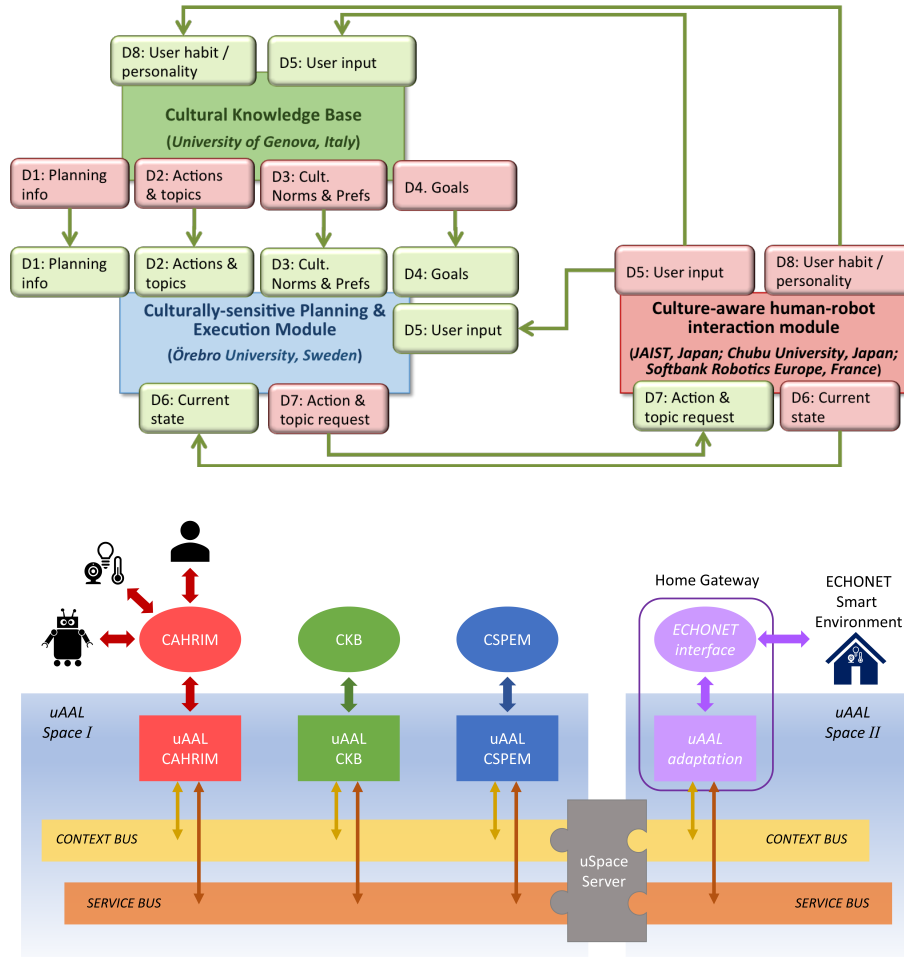 D8: User habit /
personality
D5: User input
Cultural Knowledge Base
(University of Genova, Italy)
D1: Planning
info
D2: Actions
& topics
D3: Cult.
Norms & Prefs
D4. Goals
D1: Planning
info
D2: Actions &
topics
D3: Cult.
Norms & Prefs
D4: Goals
D5: User input
D8: User habit /
personality
Culturally-sensitive Planning &
Execution Module
(Örebro University, Sweden)
D5: User input
Culture-aware human-robot
interaction module
(JAIST, Japan; Chubu University, Japan;
Softbank Robotics Europe, France)
D6: Current
state
D7: Action &
topic request
D7: Action &
topic request
D6: Current
state
Home Gateway
ECHONET
Smart
Environment
CAHRIM
CKB
CSPEM
ECHONET
interface
uAAL
Space I
uAAL
CAHRIM
uAAL
CKB
uAAL
CSPEM
uAAL
adaptation
uAAL
Space II
CONTEXT BUS
uSpace
Server
CONTEXT BUS
SERVICE BUS
SERVICE BUS